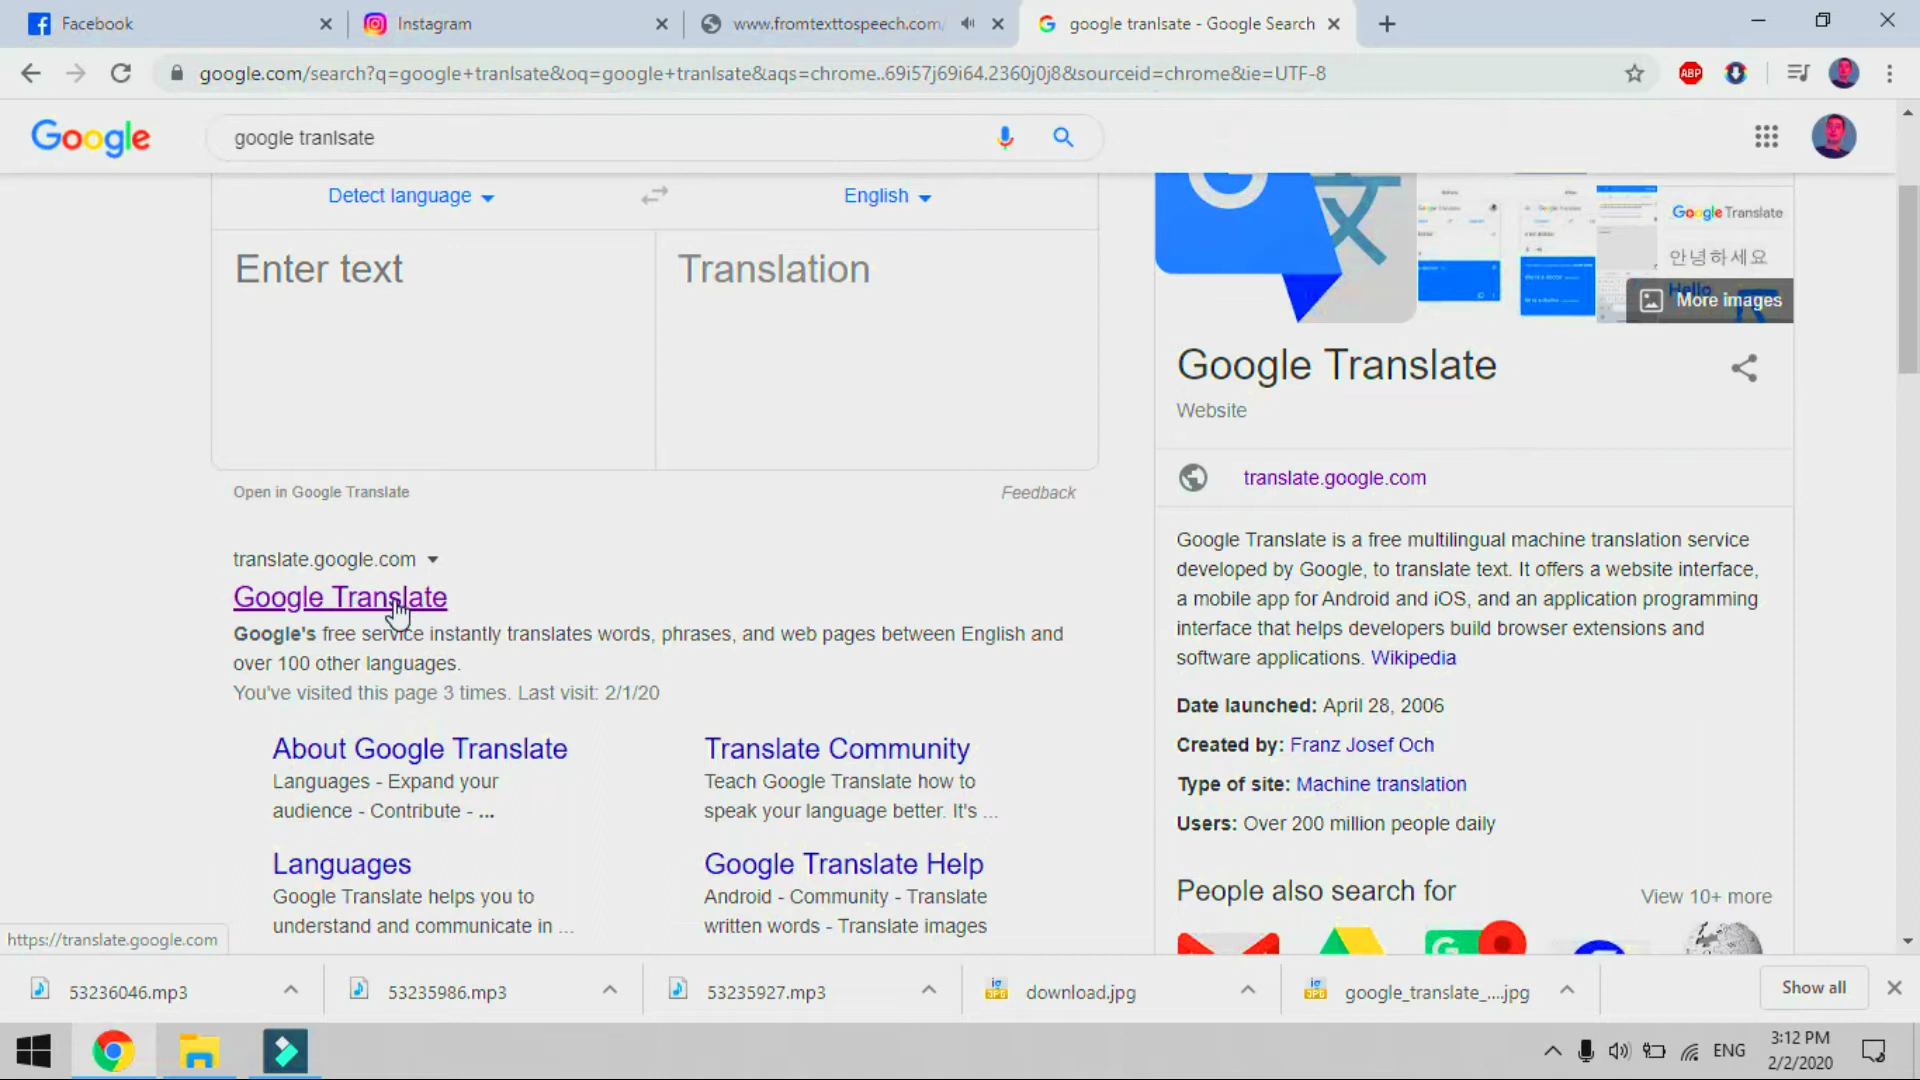 Facebook
Instagram
www.fromtexttospeech.com/
google tranlsate - Google Search
google.com/search?q=google+tranlsate&oq=google+tranlsate&aqs=chrome..69i57j69i64.2360j0j8&sourceid=chrome&ie=UTF-8
ABP
Google
google tranlsate
Detect language
English
Enter text
Translation
Open in Google Translate
Feedback
translate.google.com
Google Translate
Google's free service instantly translates words, phrases, and web pages between English and
over 100 other languages.
You've visited this page 3 times. Last visit: 2/1/20
About Google Translate
Languages - Expand your
audience - Contribute - ...
Translate Community
Teach Google Translate how to
speak your language better. It's ...
Languages
Google Translate helps you to
understand and communicate in ...
Google Translate Help
Android - Community - Translate
written words - Translate images
Google Translate
안녕하세요
Hello
More images
Google Translate
Website
translate.google.com
Google Translate is a free multilingual machine translation service
developed by Google, to translate text. It offers a website interface,
a mobile app for Android and iOS, and an application programming
interface that helps developers build browser extensions and
software applications. Wikipedia
Date launched: April 28, 2006
Created by: Franz Josef Och
Type of site: Machine translation
Users: Over 200 million people daily
People also search for
View 10+ more
https://translate.google.com
53236046.mp3
53235986.mp3
53235927.mp3
download.jpg
google_translate_....jpg
Show all
ENG
3:12 PM
2/2/2020